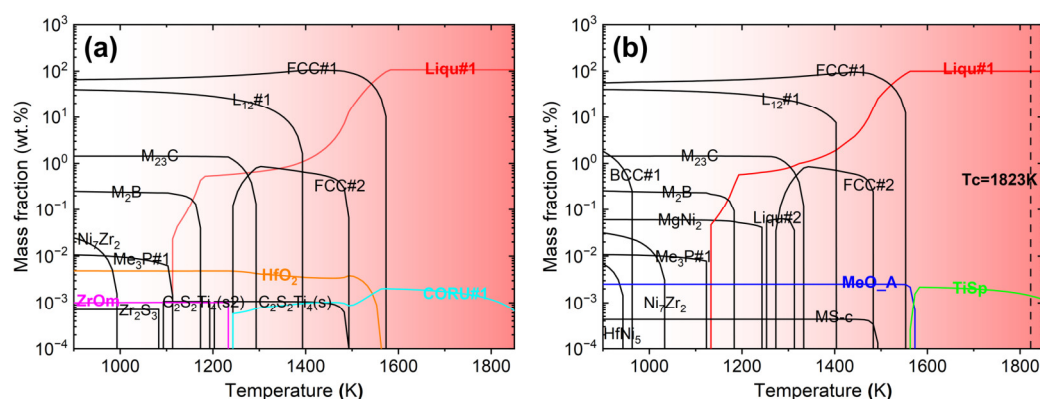 (a)
FCC#1
Liqu#1
L₁₂#1
M₂₃C
FCC#2
M₂B
Ni₇Zr₂
Me₃P#1
HfO₂
ZrOm
Zr₂S₃
C₂S₂Ti₄(s2)
C₂S₂Ti₄(s)
CORU#1
10³
10²
10¹
10⁰
10⁻¹
10⁻²
10⁻³
10⁻⁴
Mass fraction (wt.%)
1000
1200
1400
1600
1800
Temperature (K)
(b)
FCC#1
Liqu#1
L₁₂#1
M₂₃C
BCC#1
FCC#2
Tc=1823K
M₂B
MgNi₂
Liqu#2
Me₃P#1
MeO_A
TiSp
Ni₇Zr₂
MS-c
HfNi₅
10³
10²
10¹
10⁰
10⁻¹
10⁻²
10⁻³
10⁻⁴
Mass fraction (wt.%)
1000
1200
1400
1600
1800
Temperature (K)